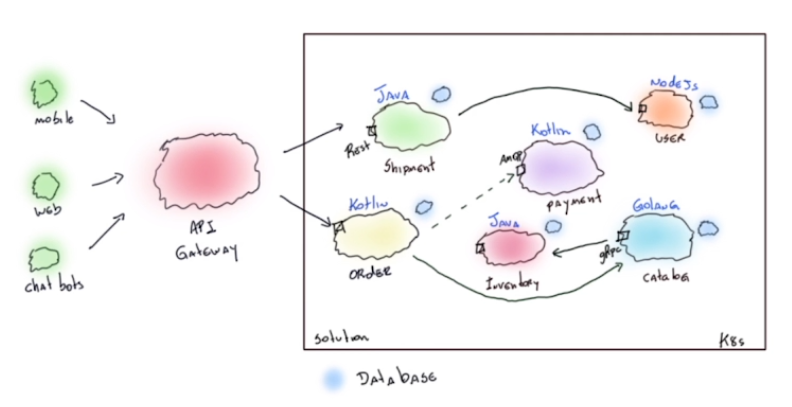 mobile
web
chat bots
API
Gateway
JAVA
Rest
Shipment
NodeJs
USER
Kotlin
AMQP
payment
Kotlin
ORDER
JAVA
Inventory
GOLANG
gRPC
catalog
solution
K8s
DATABASE